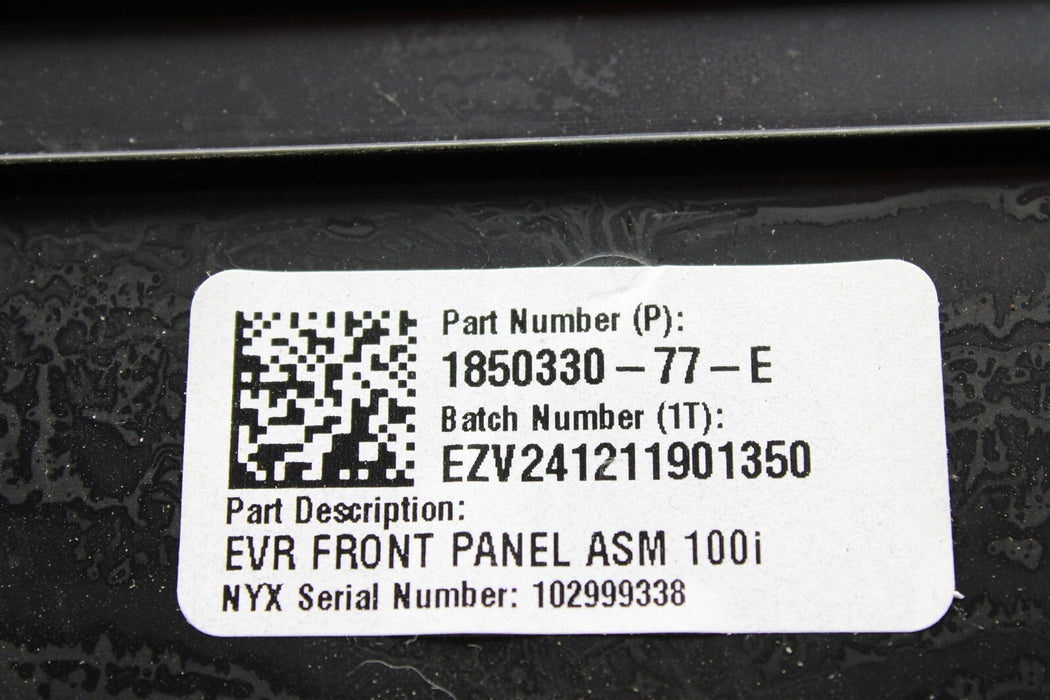 Part Number (P):
1850330-77-E
Batch Number (1T):
EZV241211901350
Part Description:
EVR FRONT PANEL ASM 100i
NYX Serial Number: 102999338